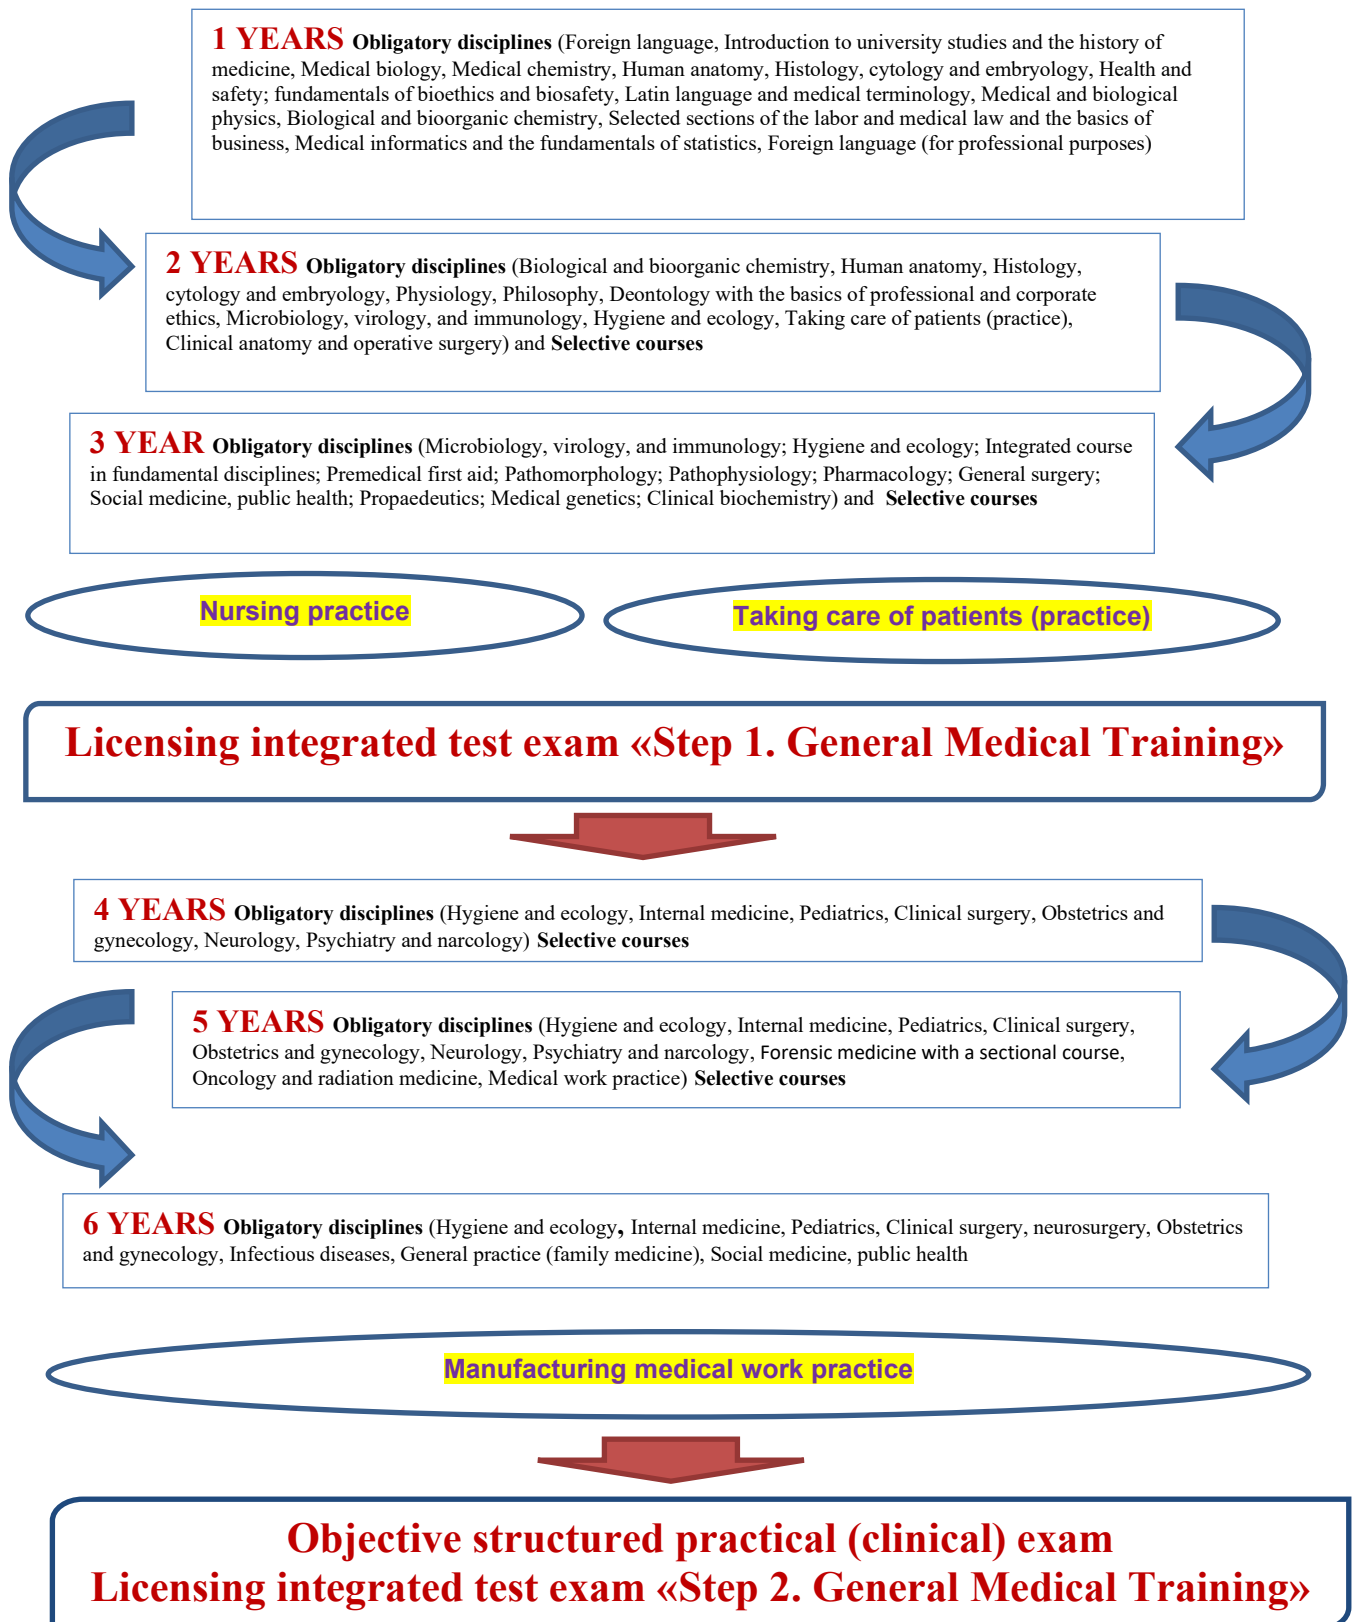 1 YEARS Obligatory disciplines (Foreign language, Introduction to university studies and the history of
medicine, Medical biology, Medical chemistry, Human anatomy, Histology, cytology and embryology, Health and
safety; fundamentals of bioethics and biosafety, Latin language and medical terminology, Medical and biological
physics, Biological and bioorganic chemistry, Selected sections of the labor and medical law and the basics of
business, Medical informatics and the fundamentals of statistics, Foreign language (for professional purposes)
2 YEARS Obligatory disciplines (Biological and bioorganic chemistry, Human anatomy, Histology,
cytology and embryology, Physiology, Philosophy, Deontology with the basics of professional and corporate
ethics, Microbiology, virology, and immunology, Hygiene and ecology, Taking care of patients (practice),
Clinical anatomy and operative surgery) and Selective courses
3 YEAR Obligatory disciplines (Microbiology, virology, and immunology; Hygiene and ecology; Integrated course
in fundamental disciplines; Premedical first aid; Pathomorphology; Pathophysiology; Pharmacology; General surgery;
Social medicine, public health; Propaedeutics; Medical genetics; Clinical biochemistry) and Selective courses
Nursing practice
Taking care of patients (practice)
Licensing integrated test exam «Step 1. General Medical Training»
4 YEARS Obligatory disciplines (Hygiene and ecology, Internal medicine, Pediatrics, Clinical surgery, Obstetrics and
gynecology, Neurology, Psychiatry and narcology) Selective courses
5 YEARS Obligatory disciplines (Hygiene and ecology, Internal medicine, Pediatrics, Clinical surgery,
Obstetrics and gynecology, Neurology, Psychiatry and narcology, Forensic medicine with a sectional course,
Oncology and radiation medicine, Medical work practice) Selective courses
6 YEARS Obligatory disciplines (Hygiene and ecology, Internal medicine, Pediatrics, Clinical surgery, neurosurgery, Obstetrics
and gynecology, Infectious diseases, General practice (family medicine), Social medicine, public health
Manufacturing medical work practice
Objective structured practical (clinical) exam
Licensing integrated test exam «Step 2. General Medical Training»